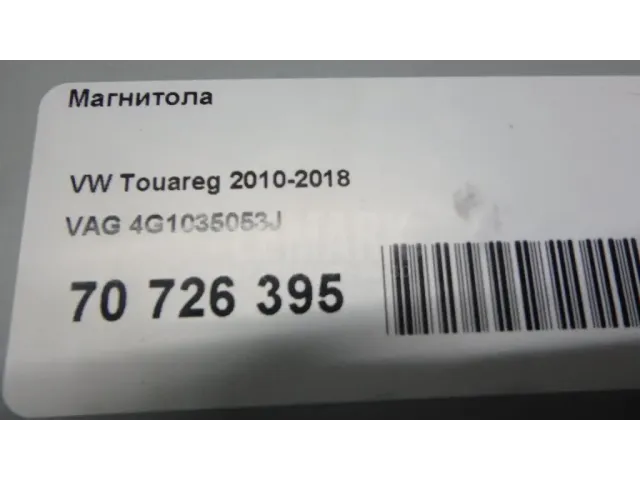 Магнитола
VW Touareg 2010-2018
VAG 4G1035053J
70 726 395